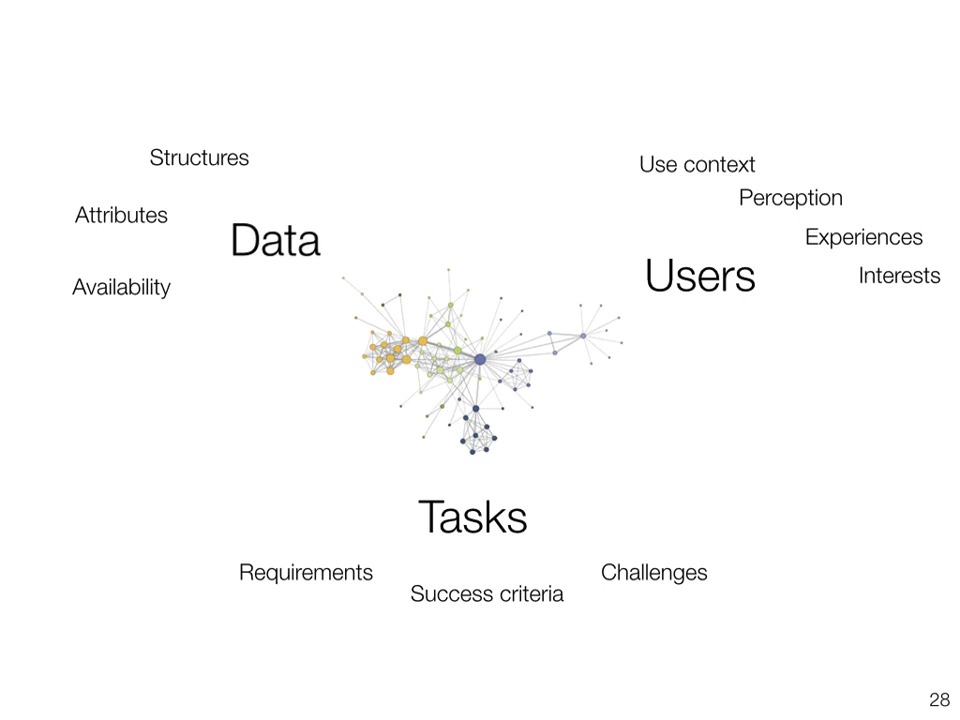 Structures
Attributes
Data
Availability
Use context
Perception
Experiences
Users
Interests
Tasks
Requirements
Success criteria
Challenges
28